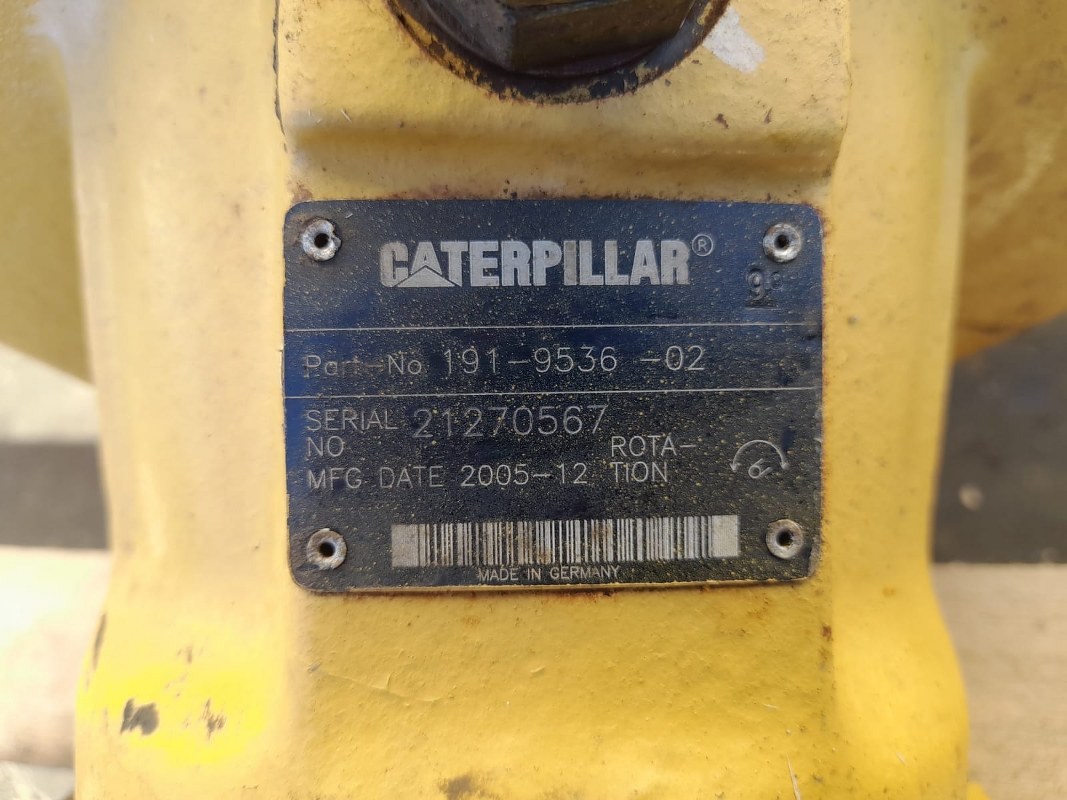 CATERPILLAR®
Part-No 191-9536 -02
SERIAL NO 21270567
MFG DATE 2005-12 ROTA-TION
MADE IN GERMANY